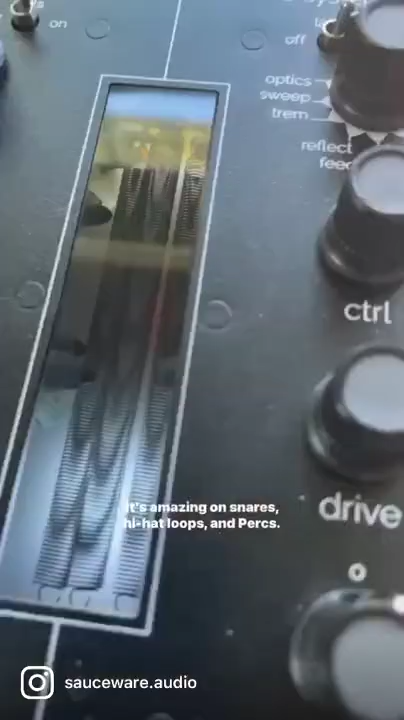 on
off
optics
sweep
trem
reflect
ctrl
It's amazing on snares,
hi-hat loops, and Percs.
drive
sauceware.audio